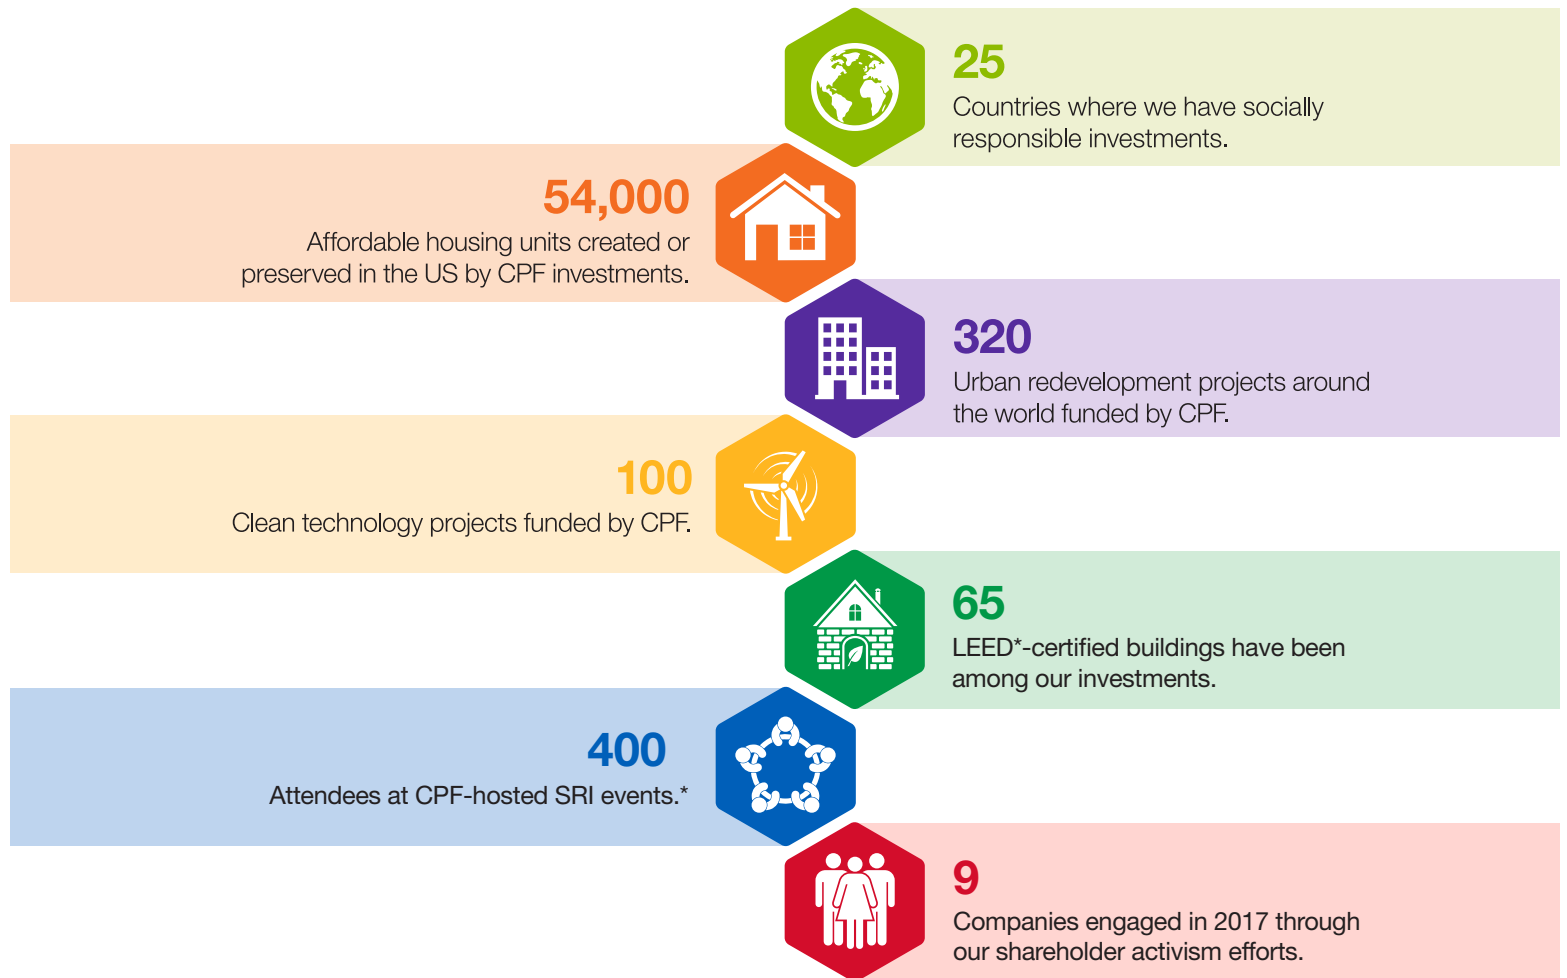 25
Countries where we have socially
responsible investments.
54,000
Affordable housing units created or
preserved in the US by CPF investments.
320
Urban redevelopment projects around
the world funded by CPF.
100
Clean technology projects funded by CPF.
65
LEED*-certified buildings have been
among our investments.
400
Attendees at CPF-hosted SRI events.*
9
Companies engaged in 2017 through
our shareholder activism efforts.